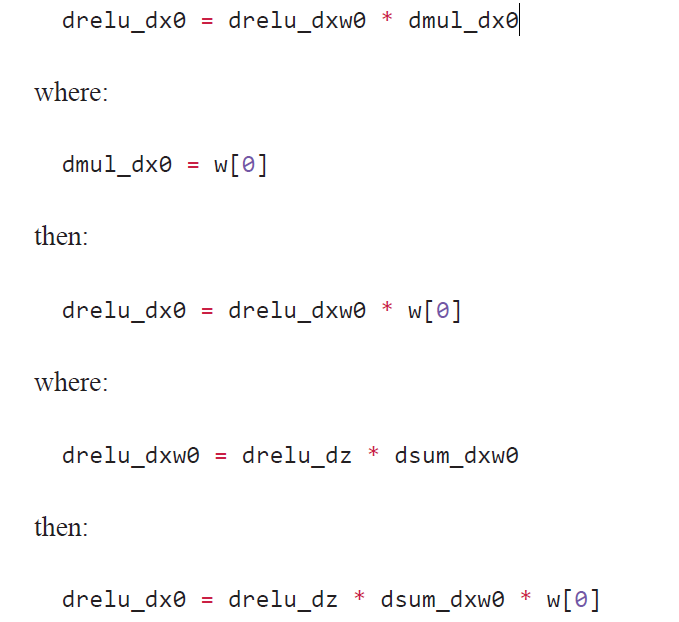 drelu_dx0 = drelu_dxw0 * dmul_dx0
where:
dmul_dx0 = w[0]
then:
drelu_dx0 = drelu_dxw0 * w[0]
where:
drelu_dxw0 = drelu_dz * dsum_dxw0
then:
drelu_dx0 = drelu_dz * dsum_dxw0 * w[0]